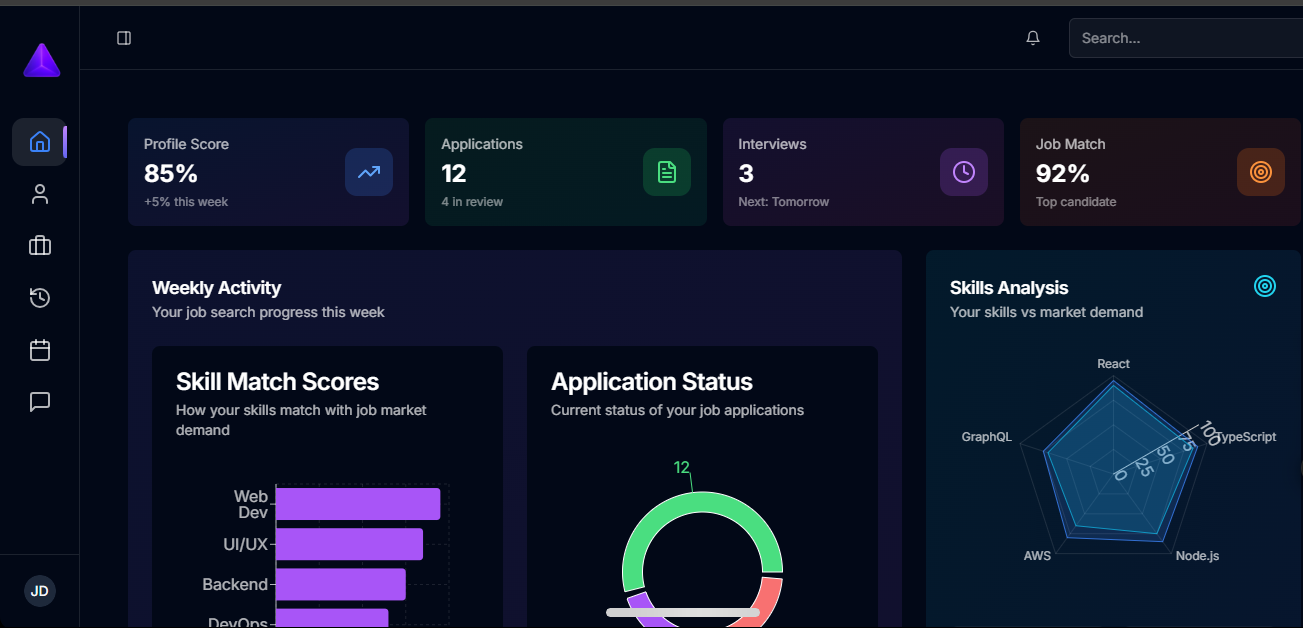 Search...
Profile Score
85%
+5% this week
Applications
12
4 in review
Interviews
3
Next: Tomorrow
Job Match
92%
Top candidate
Weekly Activity
Your job search progress this week
Skill Match Scores
How your skills match with job market
demand
Web
Dev
UI/UX
Backend
DevOps
Application Status
Current status of your job applications
12
Skills Analysis
Your skills vs market demand
React
TypeScript
Node.js
AWS
GraphQL
0
25
50
75
100
JD